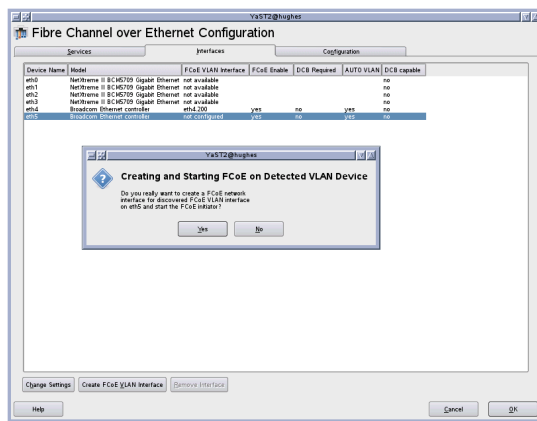 YaST2@hughes
Fibre Channel over Ethernet Configuration
Services Interfaces Configuration
Device Name Model FCoE VLAN Interface FCoE Enable DCB Required AUTO VLAN DCB capable
eth0 NetXtreme II BCM5709 Gigabit Ethernet not available no
eth1 NetXtreme II BCM5709 Gigabit Ethernet not available no
eth2 NetXtreme II BCM5709 Gigabit Ethernet not available no
eth3 NetXtreme II BCM5709 Gigabit Ethernet not available no
eth4 Broadcom Ethernet controller eth4.200 yes no yes no
eth5 Broadcom Ethernet controller not configured yes no yes no
YaST2@hughes
Creating and Starting FCoE on Detected VLAN Device
Do you really want to create a FCoE network
interface for discovered FCoE VLAN interface
on eth5 and start the FCoE initiator?
Yes No
Change Settings Create FCoE VLAN Interface Remove Interface
Help Cancel OK